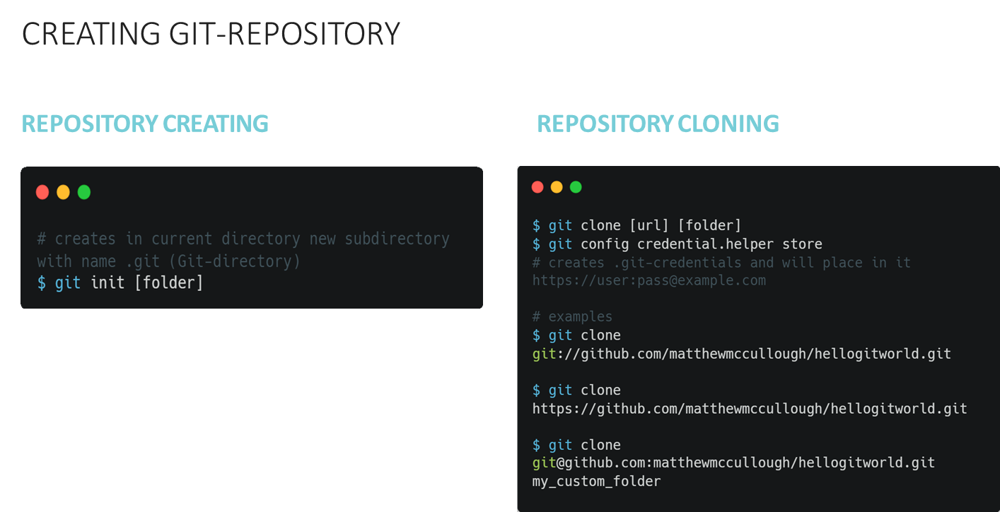 CREATING GIT-REPOSITORY
REPOSITORY CREATING
# creates in current directory new subdirectory
with name .git (Git-directory)
$ git init [folder]
REPOSITORY CLONING
$ git clone [url] [folder]
$ git config credential.helper store
# creates .git-credentials and will place in it
https://user:pass@example.com
# examples
$ git clone
git://github.com/matthewmccullough/hellogitworld.git
$ git clone
https://github.com/matthewmccullough/hellogitworld.git
$ git clone
git@github.com:matthewmccullough/hellogitworld.git
my_custom_folder